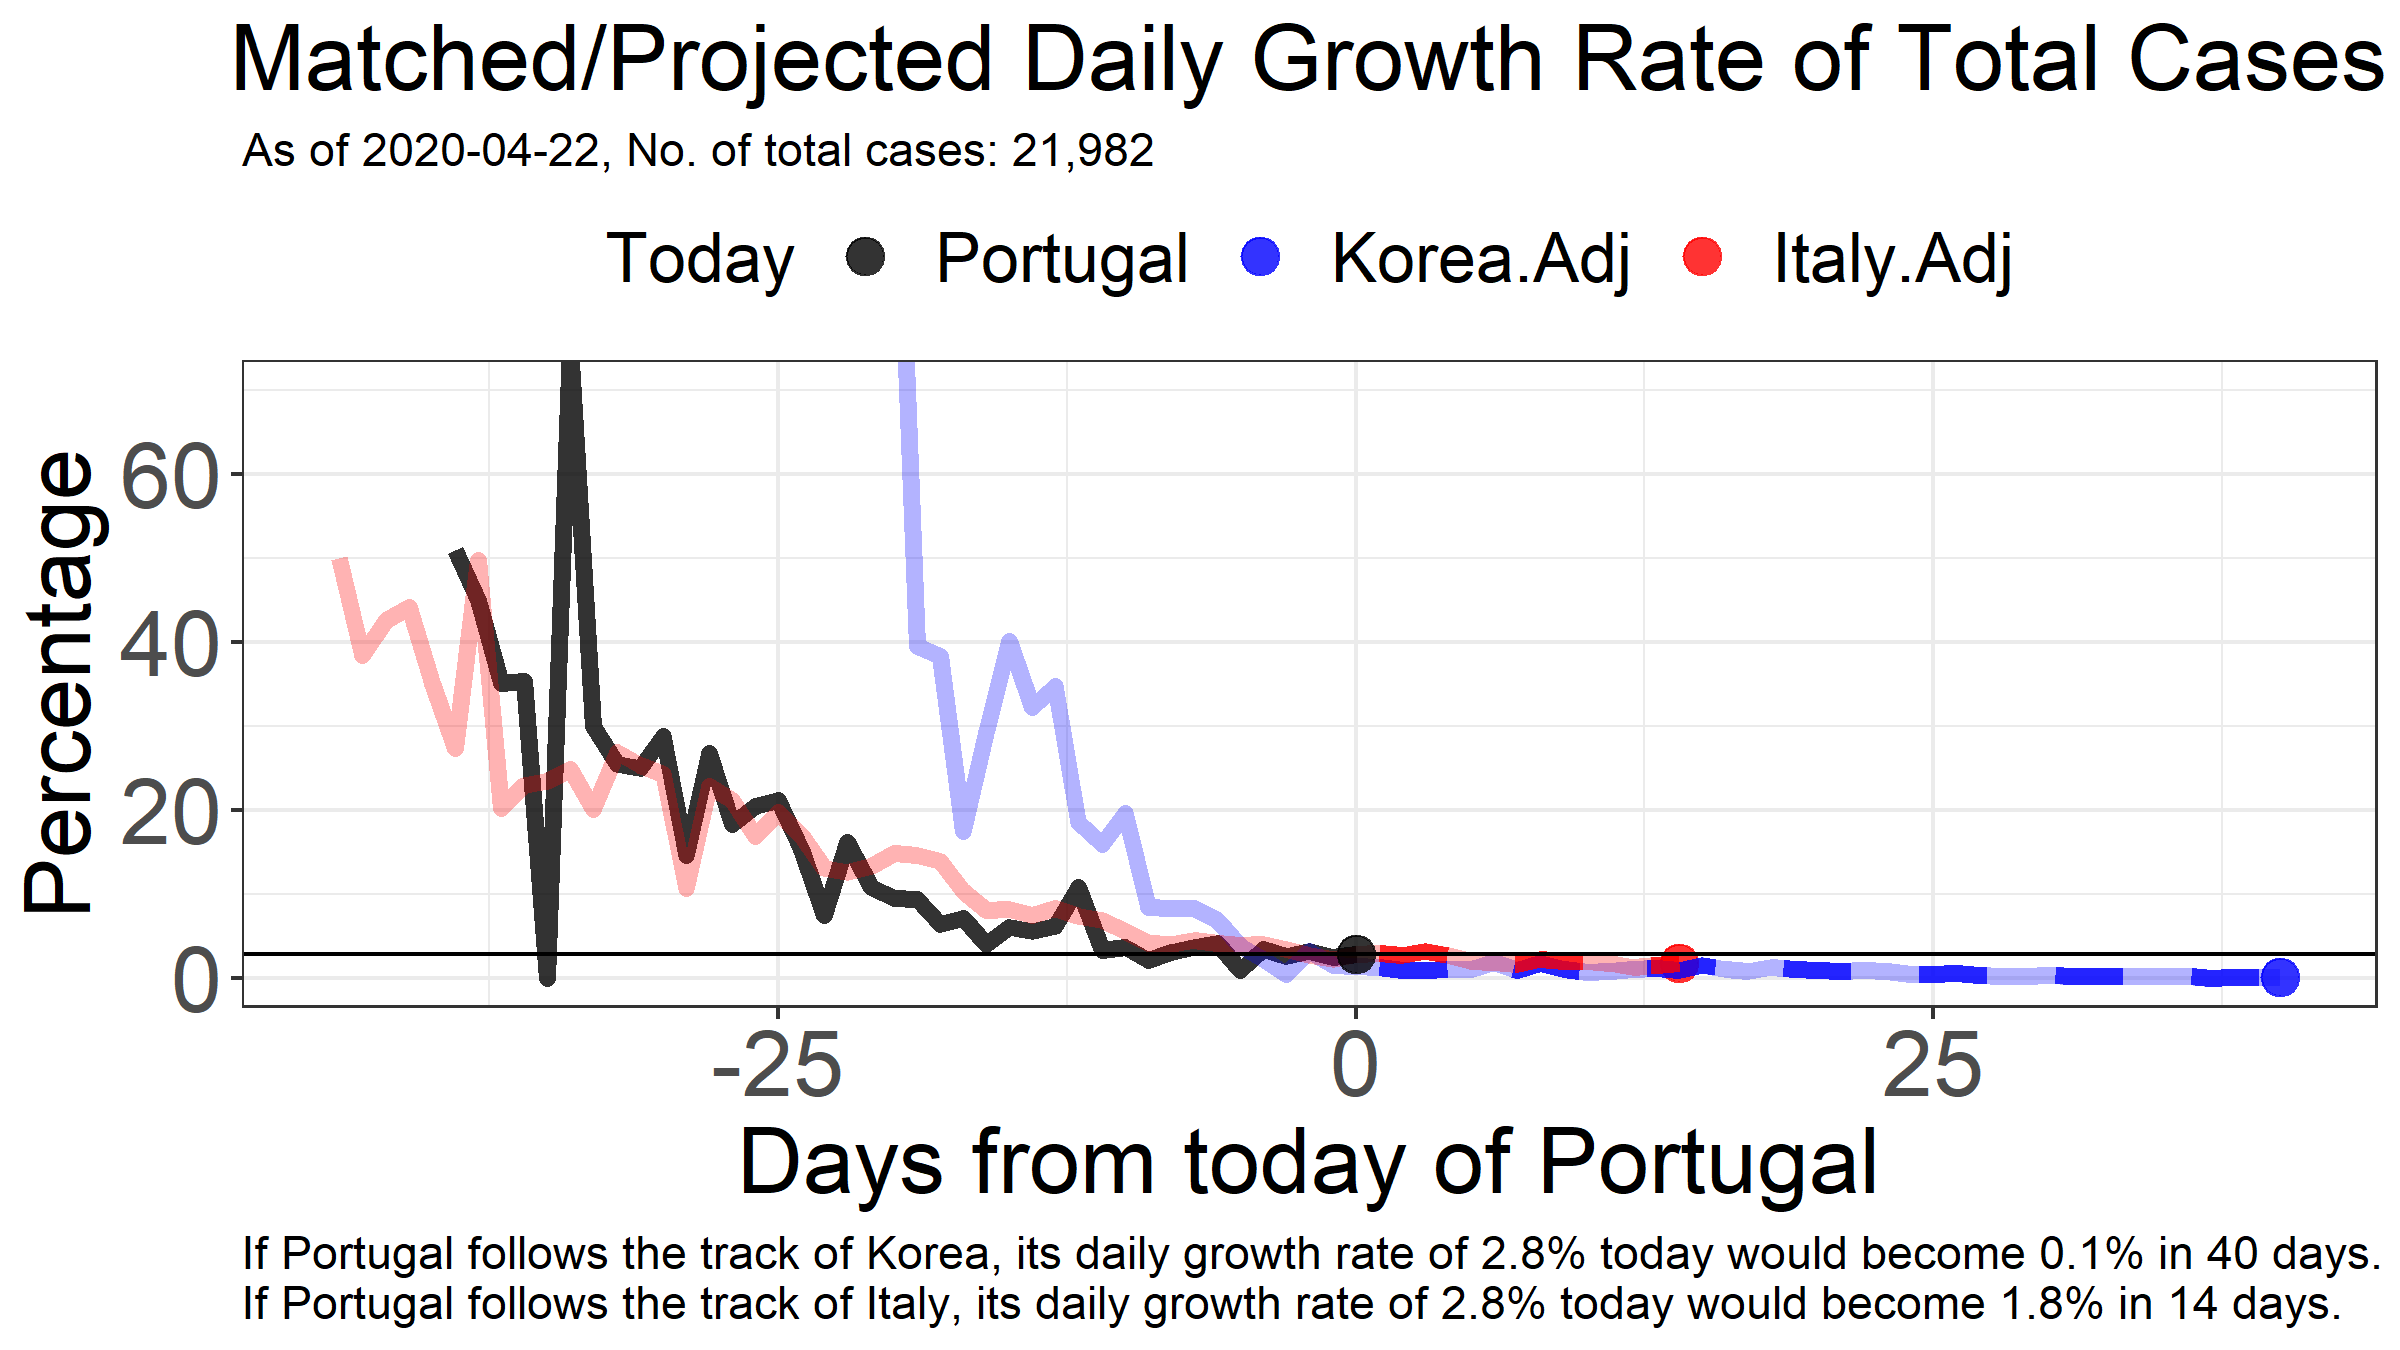 Matched/Projected Daily Growth Rate of Total Cases
As of 2020-04-22, No. of total cases: 21,982
Today Portugal Korea.Adj Italy.Adj
Percentage
60
40
20
0
-25 0 25
Days from today of Portugal
If Portugal follows the track of Korea, its daily growth rate of 2.8% today would become 0.1% in 40 days.
If Portugal follows the track of Italy, its daily growth rate of 2.8% today would become 1.8% in 14 days.